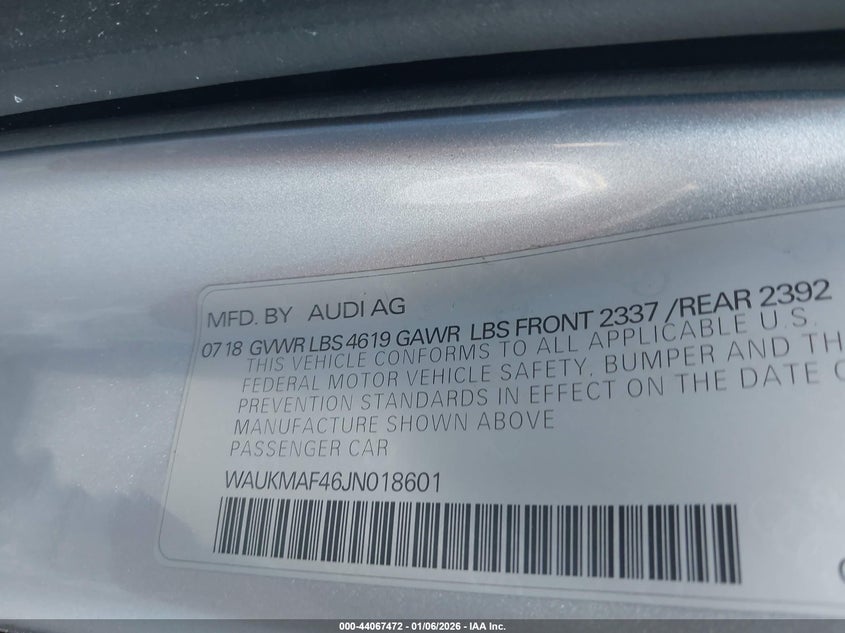 MFD. BY AUDI AG
07 18 GVWR LBS 4619 GAWR LBS FRONT 2337 /REAR 2392
THIS VEHICLE CONFORMS TO ALL APPLICABLE U.S.
FEDERAL MOTOR VEHICLE SAFETY, BUMPER AND TH
PREVENTION STANDARDS IN EFFECT ON THE DATE
MANUFACTURE SHOWN ABOVE
PASSENGER CAR
WAUKMAF46JN018601
000-44067472 - 01/06/2026 - IAA Inc.